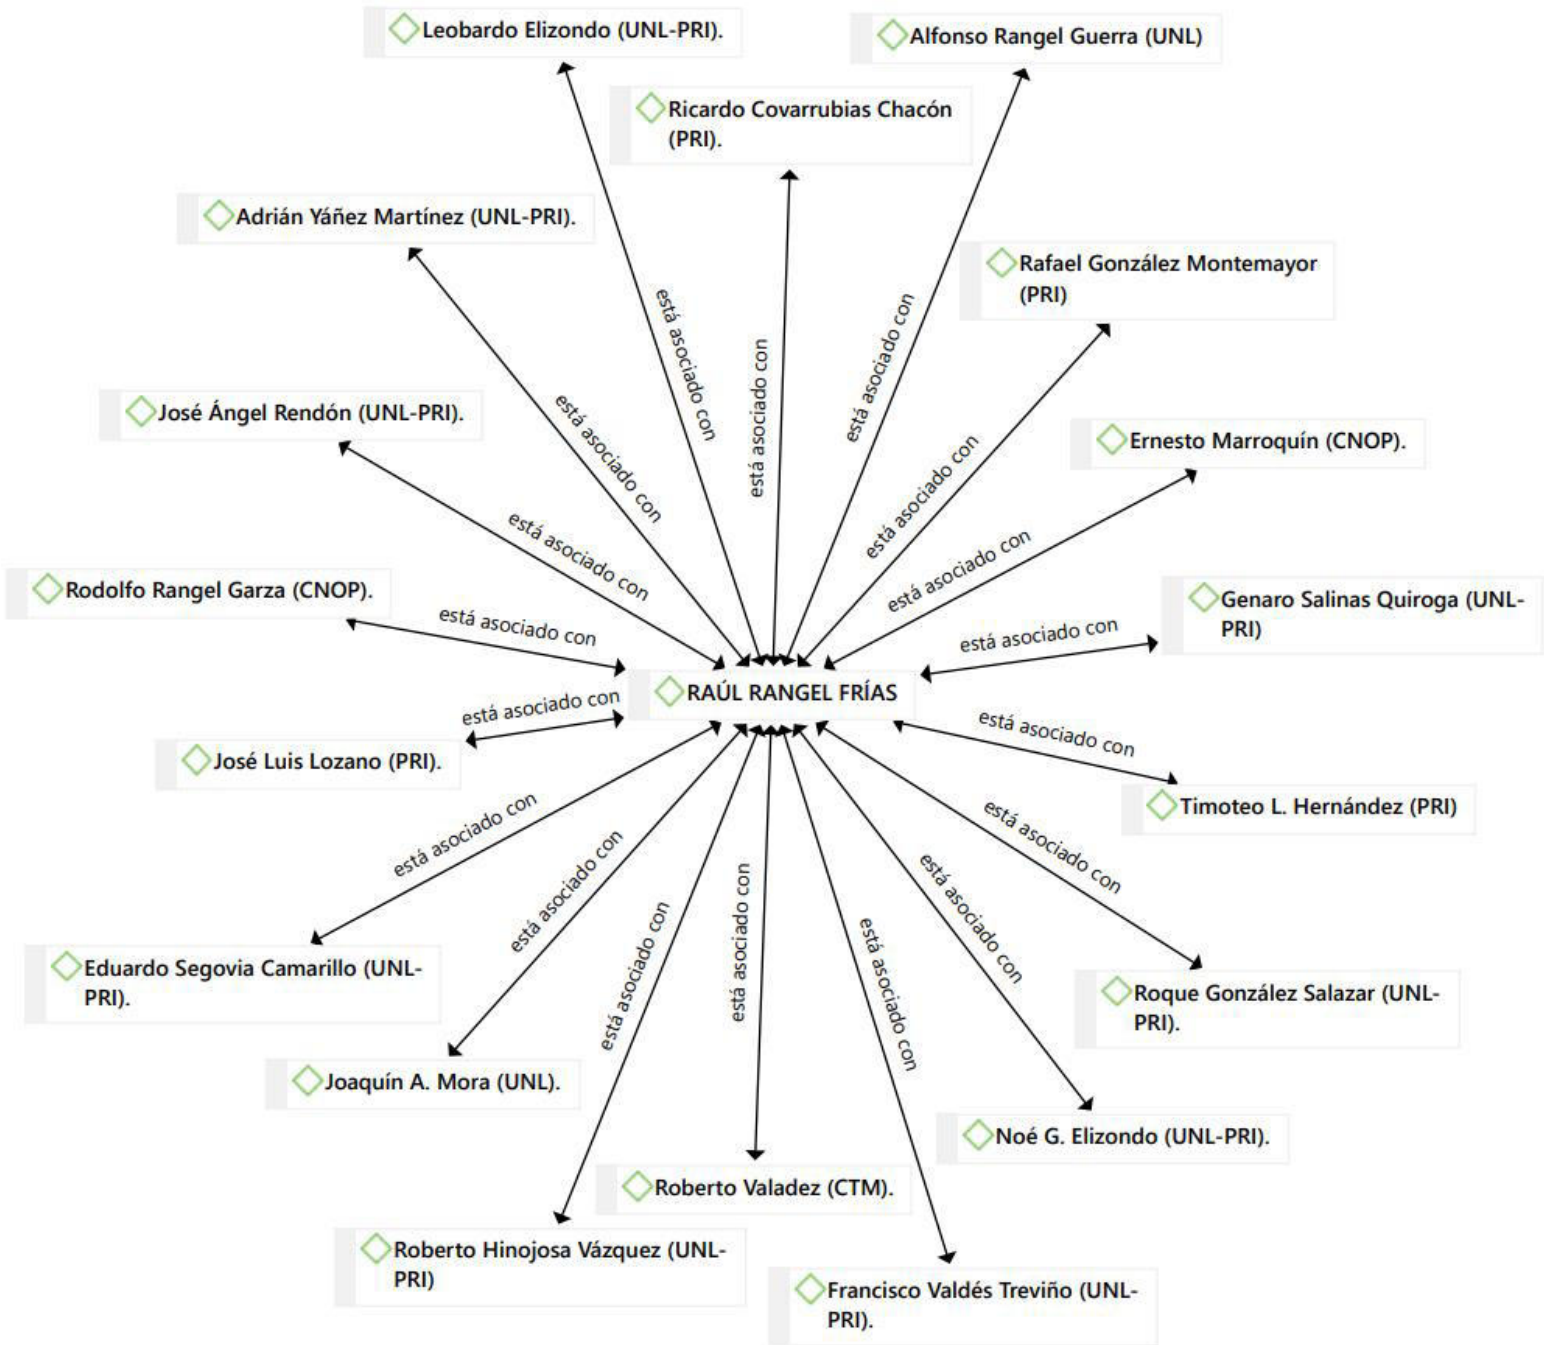 Leobardo Elizondo (UNL-PRI).
Alfonso Rangel Guerra (UNL)
Ricardo Covarrubias Chacón
(PRI).
Adrián Yáñez Martínez (UNL-PRI).
Rafael González Montemayor
(PRI)
José Ángel Rendón (UNL-PRI).
Ernesto Marroquín (CNOP).
está asociado con
está asociado con
está asociado con
está asociado con
está asociado con
está asociado con
está asociado con
Rodolfo Rangel Garza (CNOP).
está asociado con
está asociado con
Genaro Salinas Quiroga (UNL-
PRI)
RAÚL RANGEL FRÍAS
está asociado con
está asociado con
José Luis Lozano (PRI).
Timoteo L. Hernández (PRI)
está asociado con
está asociado con
está asociado con
está asociado con
está asociado con
está asociado con
está asociado con
está asociado con
Eduardo Segovia Camarillo (UNL-
PRI).
Roque González Salazar (UNL-
PRI).
Joaquín A. Mora (UNL).
Noé G. Elizondo (UNL-PRI).
Roberto Valadez (CTM).
Roberto Hinojosa Vázquez (UNL-
PRI)
Francisco Valdés Treviño (UNL-
PRI).